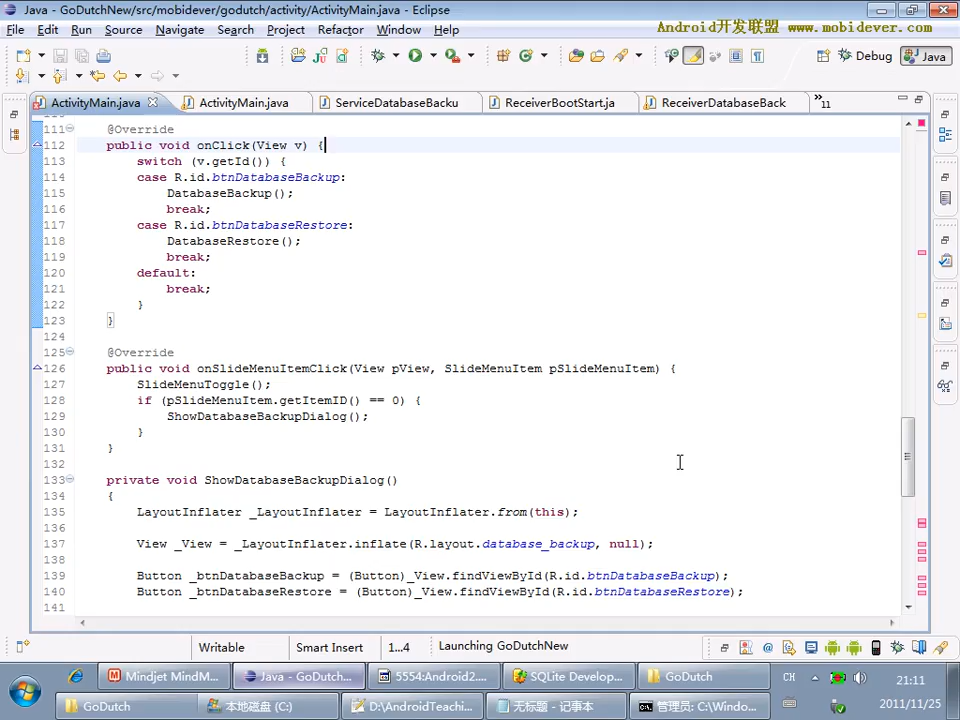 Java - GoDutchNew/src/mobidever/godutch/activity/ActivityMain.java - Eclipse
File Edit Run Source Navigate Search Project Refactor Window Help
Android开发联盟 www.mobidever.com
Debug Java
ActivityMain.java ActivityMain.java ServiceDatabaseBacku ReceiverBootStart.ja ReceiverDatabaseBack »11
111 @Override
112 public void onClick(View v) {
113 switch (v.getId()) {
114 case R.id.btnDatabaseBackup:
115 DatabaseBackup();
116 break;
117 case R.id.btnDatabaseRestore:
118 DatabaseRestore();
119 break;
120 default:
121 break;
122 }
123 }
124
125 @Override
126 public void onSlideMenuItemClick(View pView, SlideMenuItem pSlideMenuItem) {
127 SlideMenuToggle();
128 if (pSlideMenuItem.getItemID() == 0) {
129 ShowDatabaseBackupDialog();
130 }
131 }
132
133 private void ShowDatabaseBackupDialog()
134 {
135 LayoutInflater _LayoutInflater = LayoutInflater.from(this);
136
137 View _View = _LayoutInflater.inflate(R.layout.database_backup, null);
138
139 Button _btnDatabaseBackup = (Button)_View.findViewById(R.id.btnDatabaseBackup);
140 Button _btnDatabaseRestore = (Button)_View.findViewById(R.id.btnDatabaseRestore);
141
Writable Smart Insert 1...4 Launching GoDutchNew
Mindjet MindM... Java - GoDutch... 5554:Android2.... SQLite Develop... GoDutch CH 21:11
GoDutch 本地磁盘 (C:) D:\AndroidTeachi... 无标题 - 记事本 管理员: C:\Windo... 2011/11/25